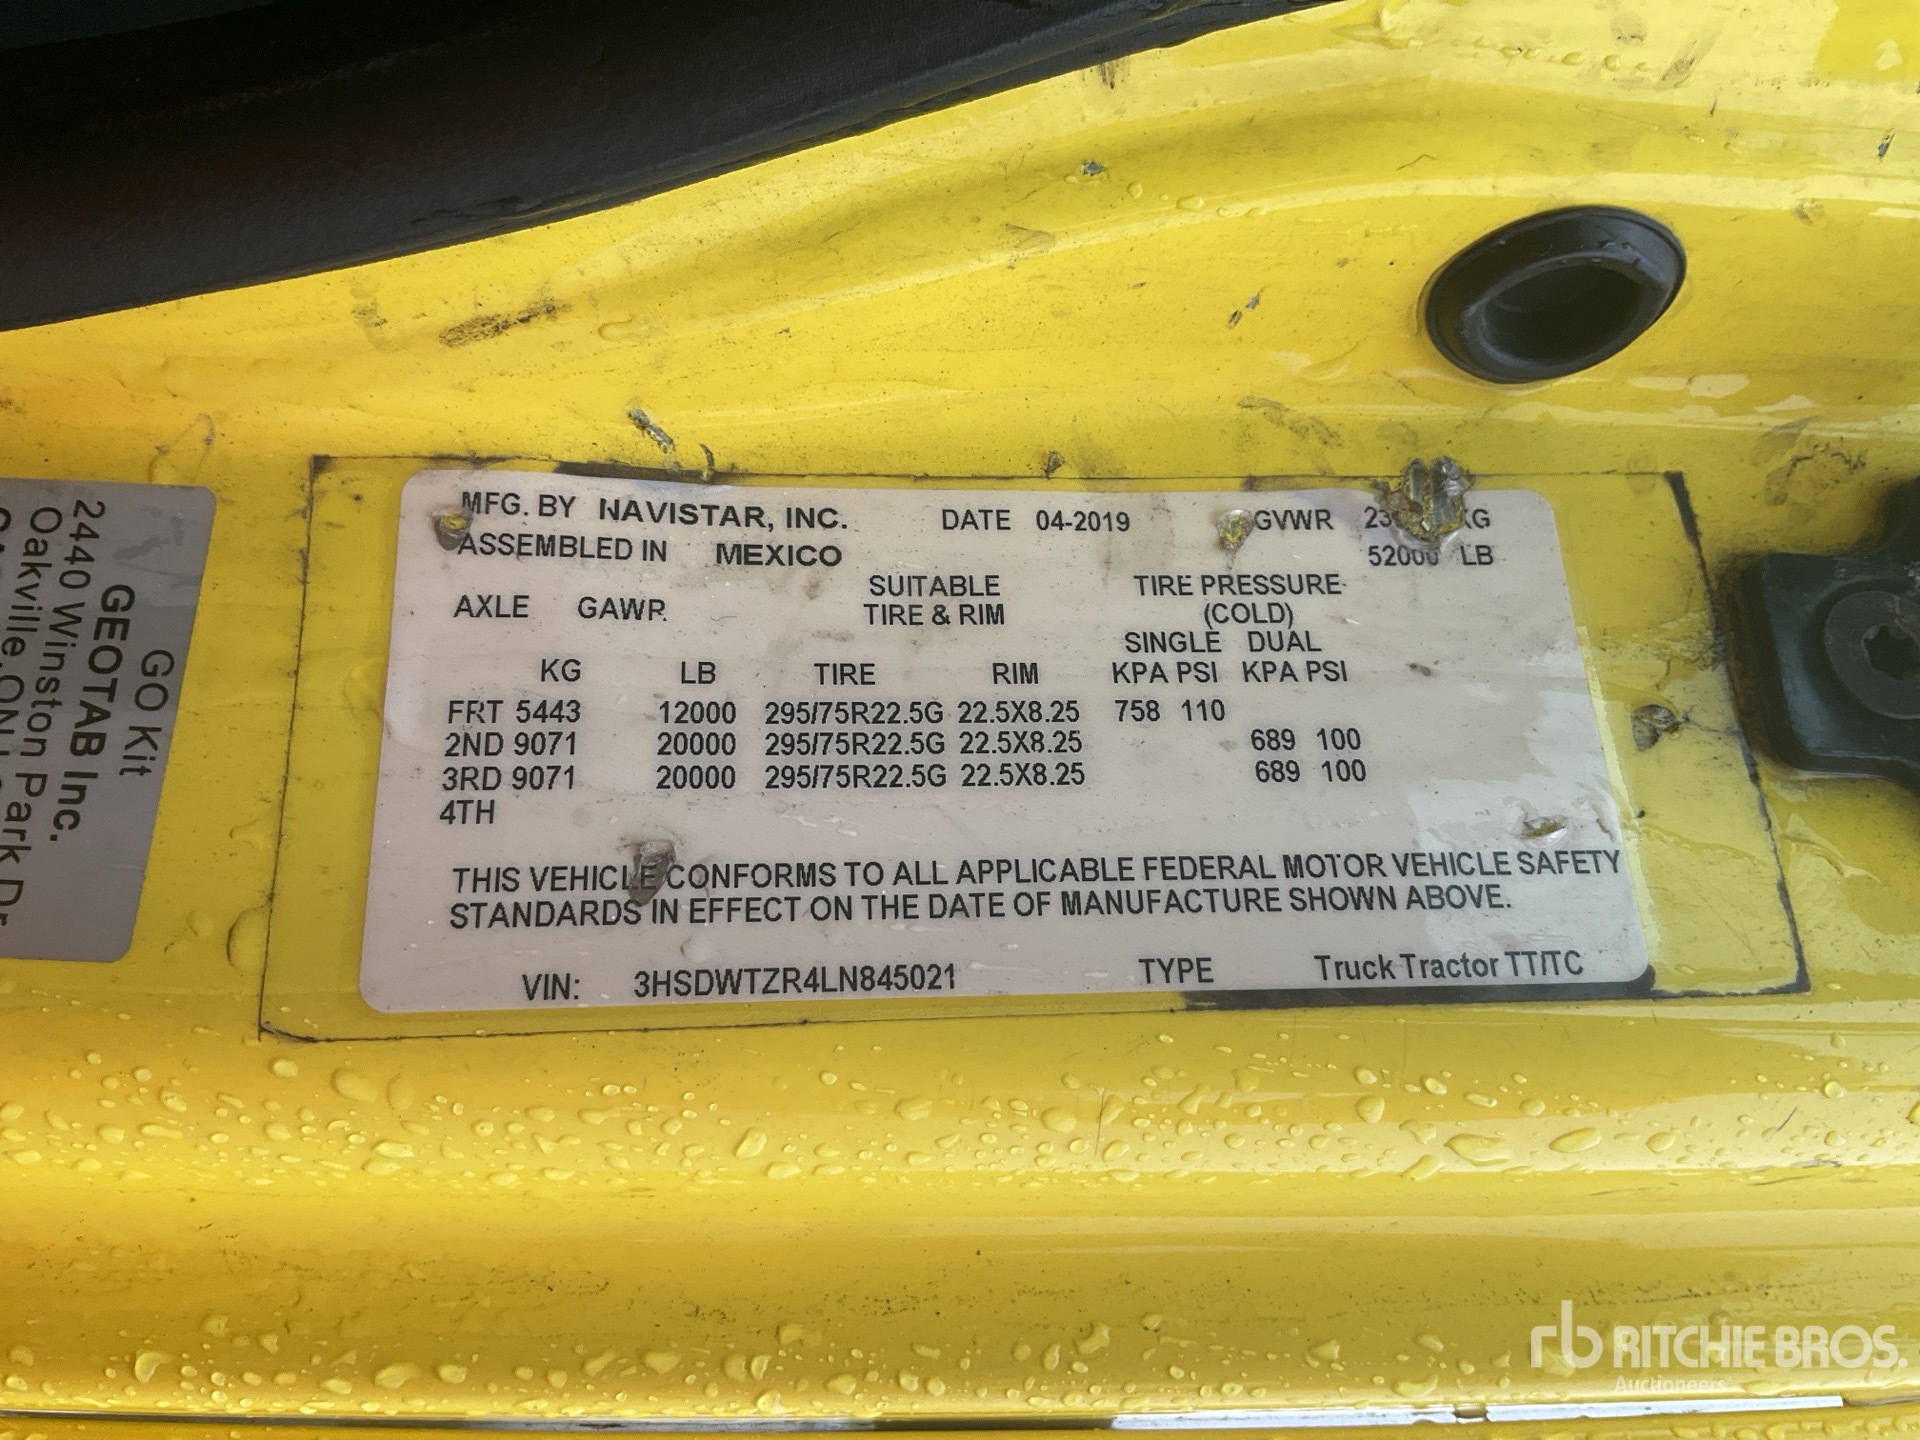 MFG. BY NAVISTAR, INC. DATE 04-2019 GVWR KG
ASSEMBLED IN MEXICO 52000 LB
AXLE GAWR SUITABLE TIRE & RIM TIRE PRESSURE (COLD)
SINGLE DUAL
KG LB TIRE RIM KPA PSI KPA PSI
FRT 5443 12000 295/75R22.5G 22.5X8.25 758 110
2ND 9071 20000 295/75R22.5G 22.5X8.25 689 100
3RD 9071 20000 295/75R22.5G 22.5X8.25 689 100
4TH
THIS VEHICLE CONFORMS TO ALL APPLICABLE FEDERAL MOTOR VEHICLE SAFETY
STANDARDS IN EFFECT ON THE DATE OF MANUFACTURE SHOWN ABOVE.
VIN: 3HSDWTZR4LN845021 TYPE Truck Tractor TT/TC
GO Kit
GEOTAB Inc.
2440 Winston Park Dr
Oakville, ON
rb RITCHIE BROS.
Auctioneers